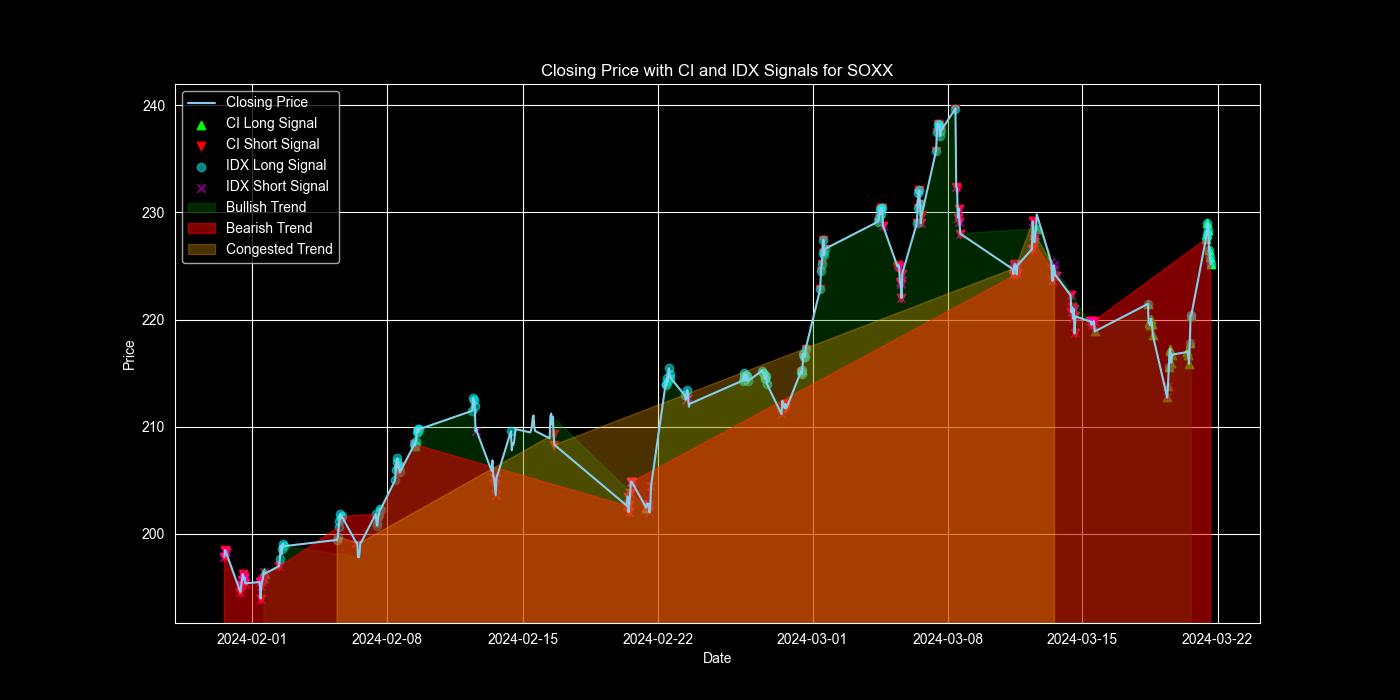 Closing Price with CI and IDX Signals for SOXX
Closing Price
CI Long Signal
CI Short Signal
IDX Long Signal
IDX Short Signal
Bullish Trend
Bearish Trend
Congested Trend
240
230
220
210
200
Price
2024-02-01
2024-02-08
2024-02-15
2024-02-22
2024-03-01
2024-03-08
2024-03-15
2024-03-22
Date